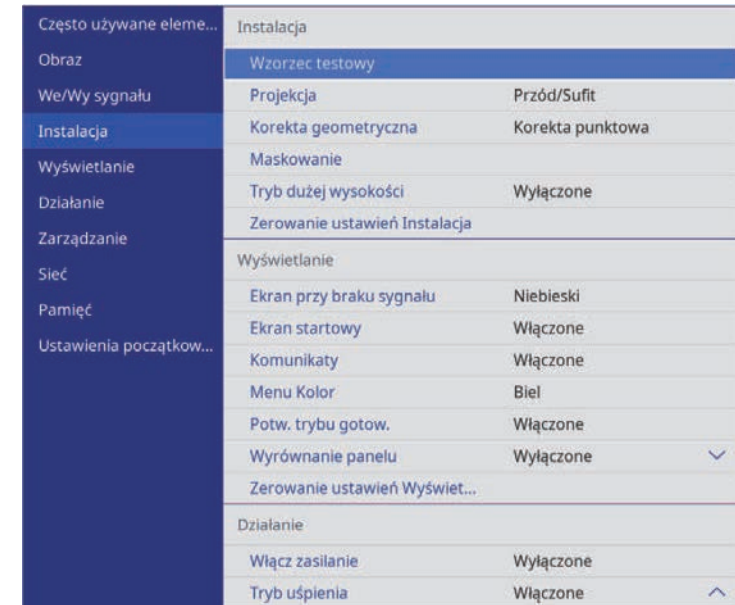 Często używane eleme...
Obraz
We/Wy sygnału
Instalacja
Wyświetlanie
Działanie
Zarządzanie
Sieć
Pamięć
Ustawienia początkow...
Instalacja
Wzorzec testowy
Projekcja Przód/Sufit
Korekta geometryczna Korekta punktowa
Maskowanie
Tryb dużej wysokości Wyłączone
Zerowanie ustawień Instalacja
Wyświetlanie
Ekran przy braku sygnału Niebieski
Ekran startowy Włączone
Komunikaty Włączone
Menu Kolor Biel
Potw. trybu gotow. Włączone
Wyrównanie panelu Wyłączone
Zerowanie ustawień Wyświet...
Działanie
Włącz zasilanie Wyłączone
Tryb uśpienia Włączone